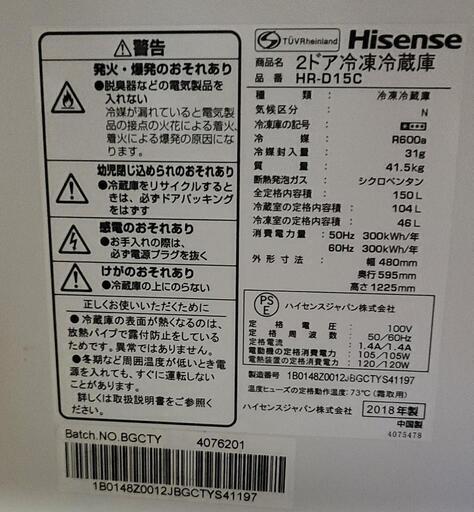 警告
発火・爆発のおそれあり
●脱臭器などの電気製品を
入れない
冷媒が漏れていると電気製
品の接点の火花による着火、
着火による爆発の原因にな
ります。
幼児閉じ込められのおそれあり
●冷蔵庫をリサイクルすると
きは、必ずドアパッキング
をはずす
感電のおそれあり
●お手入れの際は、
必ず電源プラグを抜く
けがのおそれあり
●冷蔵庫の上にのらない
正しくお使いいただくために
●冷蔵庫の表面が熱くなるのは、
放熱パイプで露付防止をしている
ためです。異常ではありません。
●冬期など周囲温度が低いとき電
源を入れても、すぐに運転しない
ことがあります。
詳しくは取扱説明書をご覧ください。
TÜVRheinland
Hisense
商品名 2ドア冷凍冷蔵庫
品番 HR-D15C
種類：冷凍冷蔵庫
気候区分：N
冷凍庫の記号：
冷媒：R600a
冷媒封入量：31g
質量：41.5kg
断熱発泡ガス：シクロペンタン
全定格内容積：150L
冷蔵室の定格内容積：104L
冷凍室の定格内容積：46L
消費電力量：50Hz 300kWh/年
60Hz 300kWh/年
外形寸法：幅 480mm
奥行 595mm
高さ 1225mm
PSE
ハイセンスジャパン株式会社
定格電圧：100V
定格周波数：50/60Hz
定格電流：1.4A/1.4A
電動機の定格消費電力：105/105W
電熱装置の定格消費電力：120/120W
製造番号 1B0148Z0012JBGCTYS41197
温度ヒューズの定格動作温度：73℃（霜取用）
ハイセンスジャパン株式会社
2018年製
中国製
4075478
Batch.NO.BGCTY 4076201
1B0148Z0012JBGCTYS41197